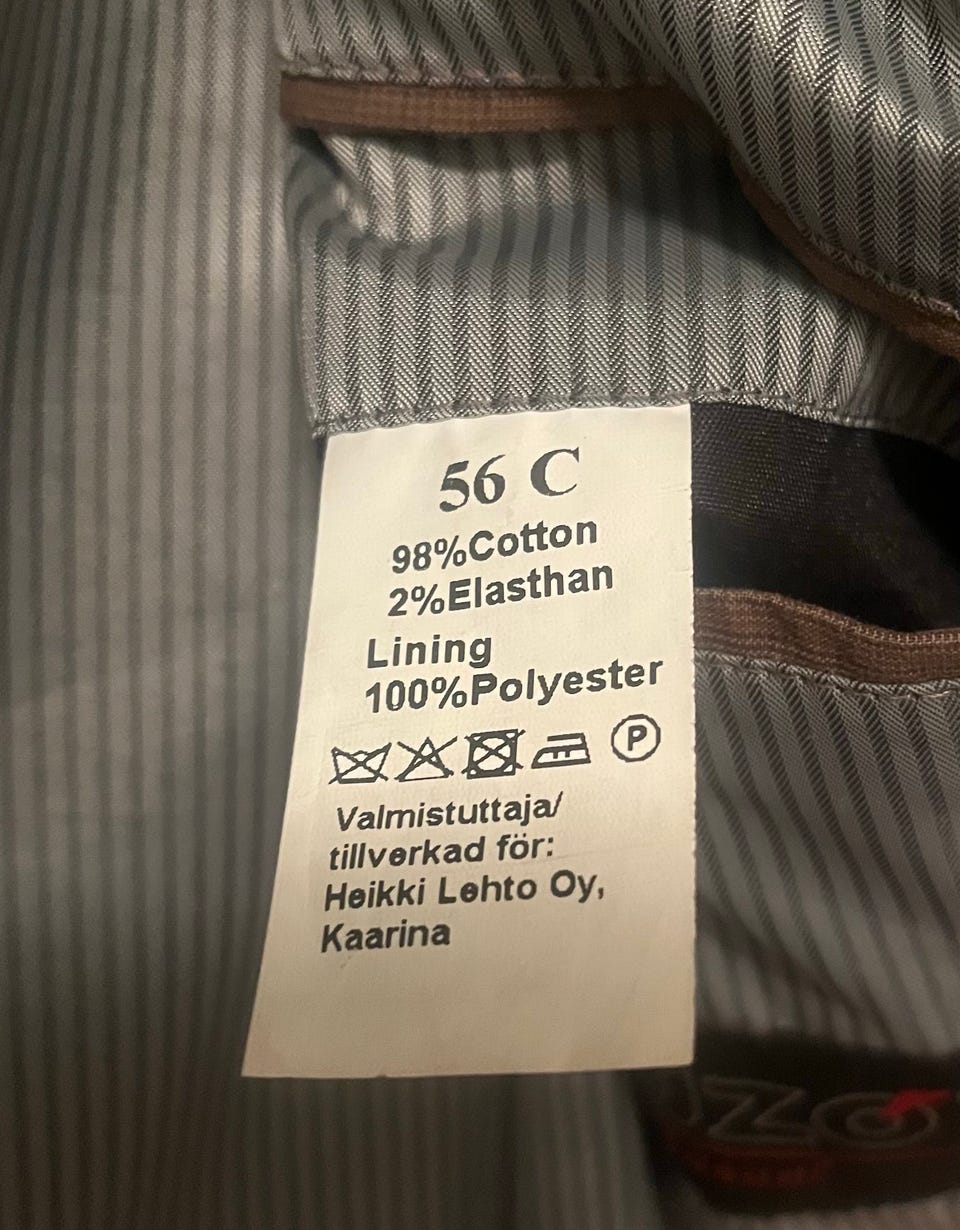 56 C
98%Cotton
2%Elasthan
Lining
100%Polyester
P
Valmistuttaja/
tillverkad för:
Heikki Lehto Oy,
Kaarina